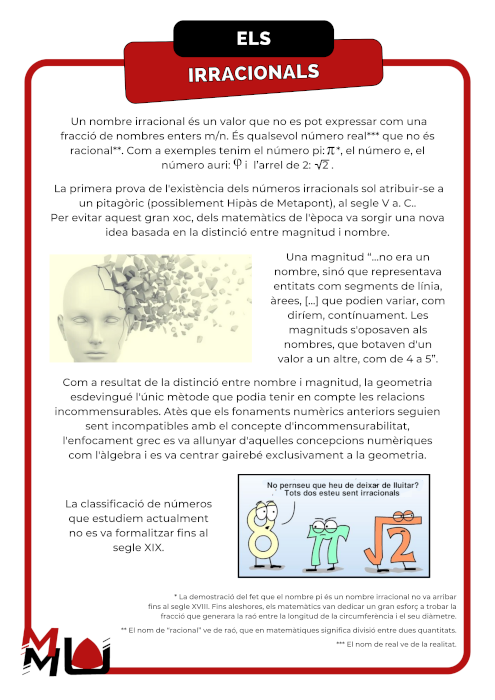 ELS
IRRACIONALS
Un nombre irracional és un valor que no es pot expressar com una
fracció de nombres enters m/n. És qualsevol número real*** que no és
racional**. Com a exemples tenim el número pi: π*, el número e, el
número auri: φ i l'arrel de 2: √2 .
La primera prova de l'existència dels números irracionals sol atribuir-se a
un pitagòric (possiblement Hipàs de Metapont), al segle V a. C..
Per evitar aquest gran xoc, dels matemàtics de l'època va sorgir una nova
idea basada en la distinció entre magnitud i nombre.
Una magnitud “...no era un
nombre, sinó que representava
entitats com segments de línia,
àrees, [...] que podien variar, com
diríem, contínuament. Les
magnituds s'oposaven als
nombres, que botaven d'un
valor a un altre, com de 4 a 5”.
Com a resultat de la distinció entre nombre i magnitud, la geometria
esdevingué l'únic mètode que podia tenir en compte les relacions
incommensurables. Atès que els fonaments numèrics anteriors seguien
sent incompatibles amb el concepte d'incommensurabilitat,
l'enfocament grec es va allunyar d'aquelles concepcions numèriques
com l'àlgebra i es va centrar gairebé exclusivament a la geometria.
La classificació de números
que estudiem actualment
no es va formalitzar fins al
segle XIX.
No pernseu que heu de deixar de lluitar?
Tots dos esteu sent irracionals
8 π √2
* La demostració del fet que el nombre pi és un nombre irracional no va arribar
fins al segle XVIII. Fins aleshores, els matemàtics van dedicar un gran esforç a trobar la
fracció que generara la raó entre la longitud de la circumferència i el seu diàmetre.
** El nom de “racional” ve de raó, que en matemàtiques significa divisió entre dues quantitats.
*** El nom de real ve de la realitat.
M
MU